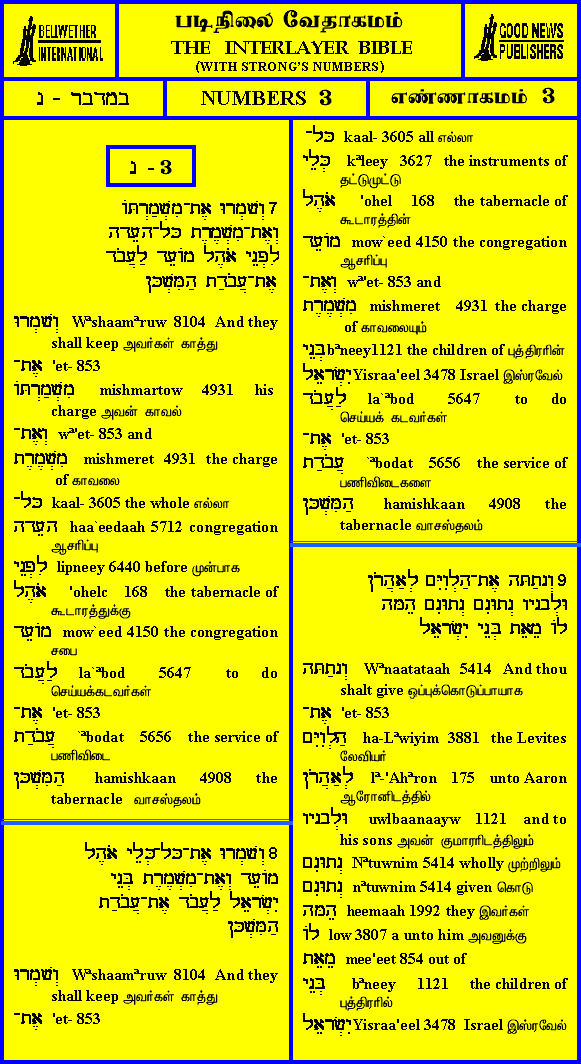 BELLWETHER
INTERNATIONAL
படிநிலை வேதாகமம்
THE INTERLAYER BIBLE
(WITH STRONG'S NUMBERS)
GOOD NEWS
PUBLISHERS
במדבר - נ
NUMBERS 3
எண்ணாகமம் 3
נ - 3
7 וְשָׁמְרוּ אֶת־מִשְׁמַרְתּוֹ
וְאֶת־מִשְׁמֶרֶת כָּל־הָעֵדָה
לִפְנֵי אֹהֶל מוֹעֵד לַעֲבֹד
אֶת־עֲבֹדַת הַמִּשְׁכָּן
וְשָׁמְרוּ Wªshaamªruw 8104 And they
shall keep அவர்கள் காத்து
אֶת־ 'et- 853
מִשְׁמַרְתּוֹ mishmartow 4931 his
charge அவன் காவல்
וְאֶת־ wª'et- 853 and
מִשְׁמֶרֶת mishmeret 4931 the charge
of காவலை
כָּל־ kaal- 3605 the whole எல்லா
הָעֵדָה haa`eedaah 5712 congregation
ஆசரிப்பு
לִפְנֵי lipneey 6440 before முன்பாக
אֹהֶל 'ohelc 168 the tabernacle of
கூடாரத்துக்கு
מוֹעֵד mow`eed 4150 the congregation
சபை
לַעֲבֹד la`ªbod 5647 to do
செய்யக்கடவர்கள்
אֶת־ 'et- 853
עֲבֹדַת `ªbodat 5656 the service of
பணிவிடை
הַמִּשְׁכָּן hamishkaan 4908 the
tabernacle வாசஸ்தலம்
8 וְשָׁמְרוּ אֶת־כָּל־כְּלֵי אֹהֶל
מוֹעֵד וְאֶת־מִשְׁמֶרֶת בְּנֵי
יִשְׂרָאֵל לַעֲבֹד אֶת־עֲבֹדַת
הַמִּשְׁכָּן
וְשָׁמְרוּ Wªshaamªruw 8104 And they
shall keep அவர்கள் காத்து
אֶת־ 'et- 853
כָּל־ kaal- 3605 all எல்லா
כְּלֵי kªleey 3627 the instruments of
தட்டுமுட்டு
אֹהֶל 'ohel 168 the tabernacle of
கூடாரத்தின்
מוֹעֵד mow`eed 4150 the congregation
ஆசரிப்பு
וְאֶת־ wª'et- 853 and
מִשְׁמֶרֶת mishmeret 4931 the charge
of காவலையும்
בְּנֵי bªneey1121 the children of புத்திரரின்
יִשְׂרָאֵל Yisraa'eel 3478 Israel இஸ்ரவேல்
לַעֲבֹד la`ªbod 5647 to do
செய்யக் கடவர்கள்
אֶת־ 'et- 853
עֲבֹדַת `ªbodat 5656 the service of
பணிவிடைகளை
הַמִּשְׁכָּן hamishkaan 4908 the
tabernacle வாசஸ்தலம்
9 וְנָתַתָּה אֶת־הַלְוִיִּם לְאַהֲרֹן
וּלְבָנָיו נְתוּנִם נְתוּנִם הֵמָּה
לוֹ מֵאֵת בְּנֵי יִשְׂרָאֵל
וְנָתַתָּה Wªnaatataah 5414 And thou
shalt give ஒப்புக்கொடுப்பாயாக
אֶת־ 'et- 853
הַלְוִיִּם ha-Lªwiyim 3881 the Levites
லேவியர்
לְאַהֲרֹן lª-'Ahªron 175 unto Aaron
ஆரோனிடத்தில்
וּלְבָנָיו uwlbaanaayw 1121 and to
his sons அவன் குமாரரிடத்திலும்
נְתוּנִם Nªtuwnim 5414 wholly முற்றிலும்
נְתוּנִם nªtuwnim 5414 given கொடு
הֵמָּה heemaah 1992 they இவர்கள்
לוֹ low 3807 a unto him அவனுக்கு
מֵאֵת mee'eet 854 out of
בְּנֵי bªneey 1121 the children of
புத்திரரில்
יִשְׂרָאֵל Yisraa'eel 3478 Israel இஸ்ரவேல்